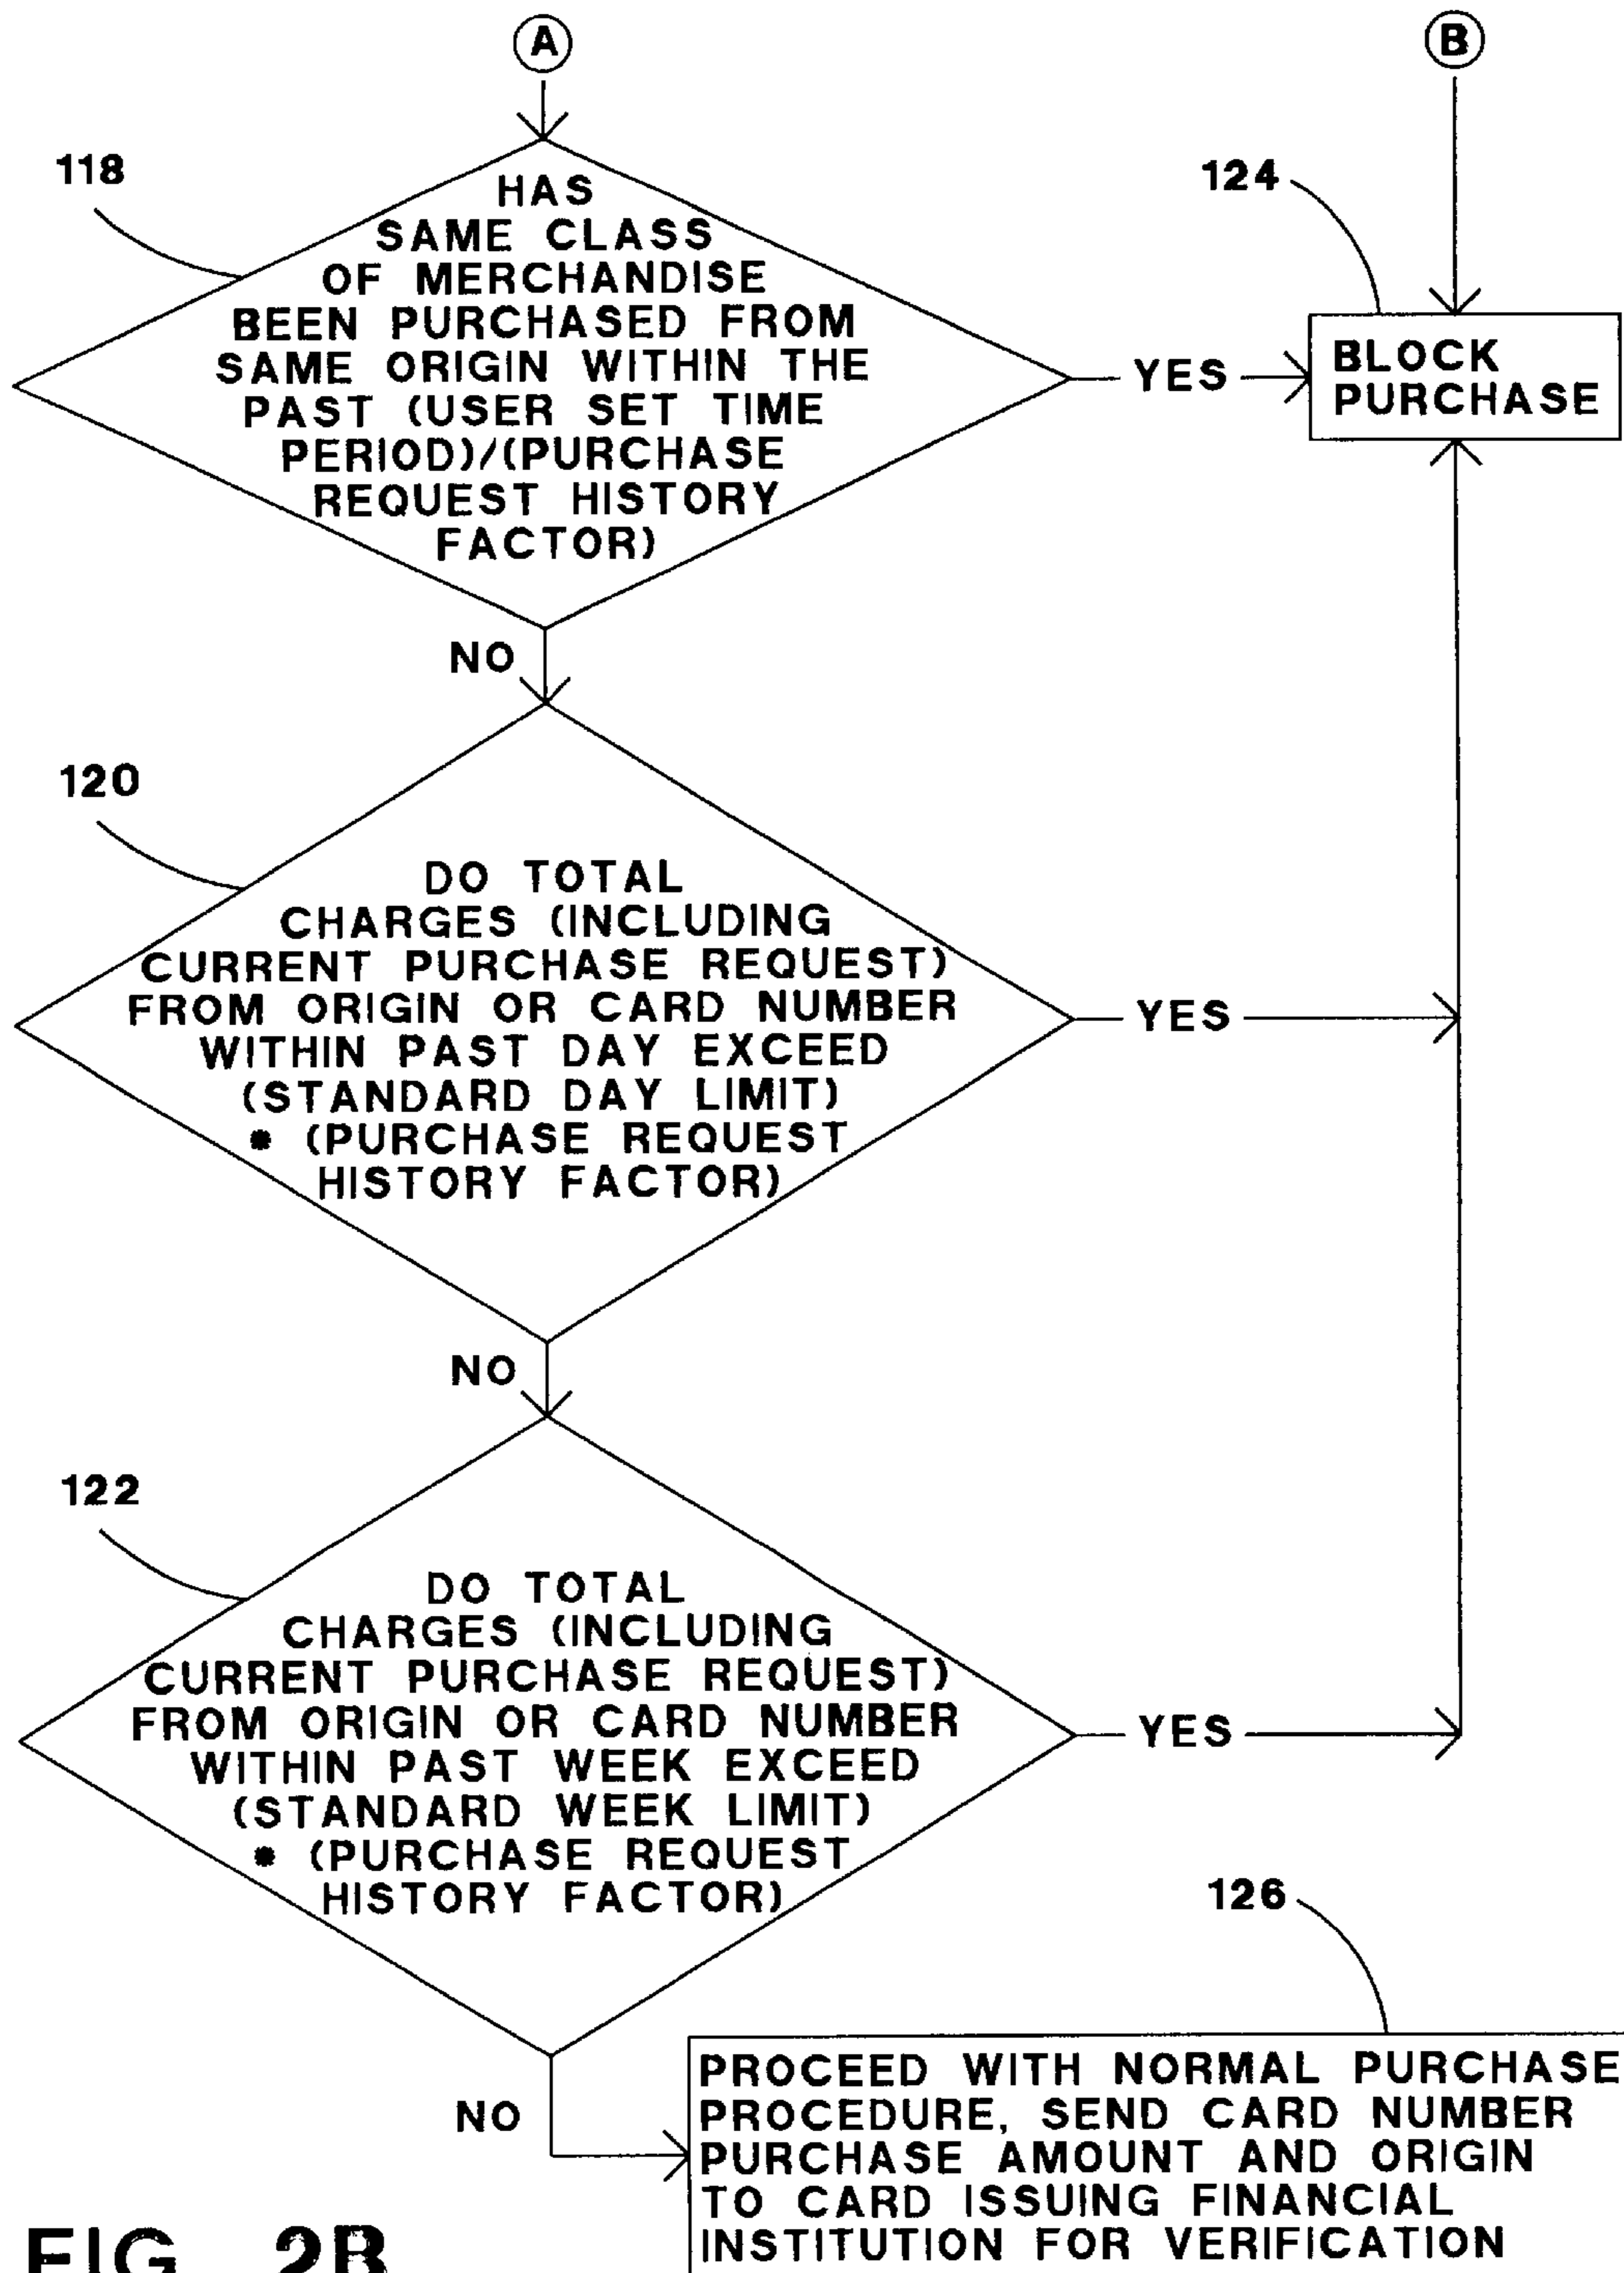 A
B
118
HAS
SAME CLASS
OF MERCHANDISE
BEEN PURCHASED FROM
SAME ORIGIN WITHIN THE
PAST (USER SET TIME
PERIOD)/(PURCHASE
REQUEST HISTORY
FACTOR)
YES
124
BLOCK
PURCHASE
NO
120
DO TOTAL
CHARGES (INCLUDING
CURRENT PURCHASE REQUEST)
FROM ORIGIN OR CARD NUMBER
WITHIN PAST DAY EXCEED
(STANDARD DAY LIMIT)
* (PURCHASE REQUEST
HISTORY FACTOR)
YES
NO
122
DO TOTAL
CHARGES (INCLUDING
CURRENT PURCHASE REQUEST)
FROM ORIGIN OR CARD NUMBER
WITHIN PAST WEEK EXCEED
(STANDARD WEEK LIMIT)
* (PURCHASE REQUEST
HISTORY FACTOR)
YES
NO
126
PROCEED WITH NORMAL PURCHASE
PROCEDURE, SEND CARD NUMBER
PURCHASE AMOUNT AND ORIGIN
TO CARD ISSUING FINANCIAL
INSTITUTION FOR VERIFICATION
FIG. 2B